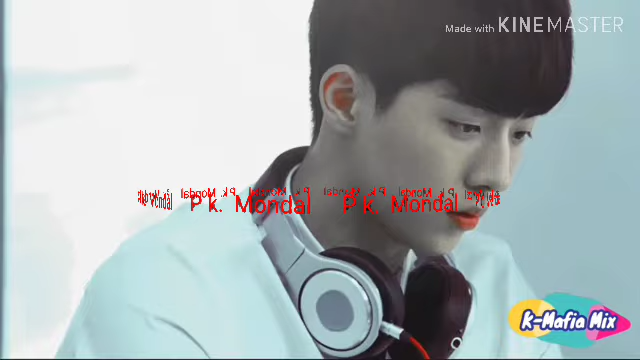 Made with KINEMASTER
P k. Mondal P k. Mondal
K-Mafia Mix